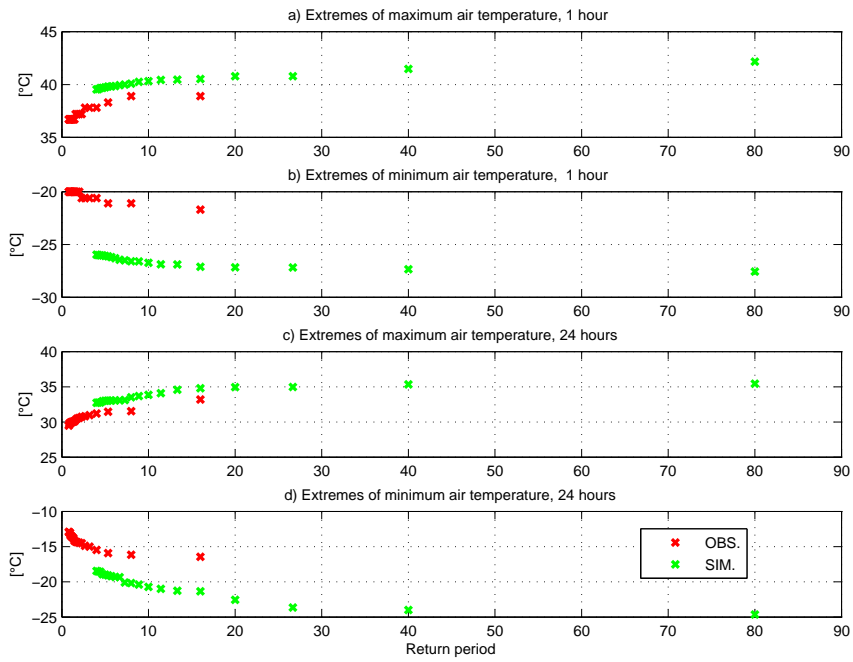 a) Extremes of maximum air temperature, 1 hour
45
40
35
[°C]
0 10 20 30 40 50 60 70 80 90
b) Extremes of minimum air temperature, 1 hour
−20
−25
−30
[°C]
0 10 20 30 40 50 60 70 80 90
c) Extremes of maximum air temperature, 24 hours
40
35
30
25
[°C]
0 10 20 30 40 50 60 70 80 90
d) Extremes of minimum air temperature, 24 hours
−10
−15
−20
−25
[°C]
OBS.
SIM.
0 10 20 30 40 50 60 70 80 90
Return period